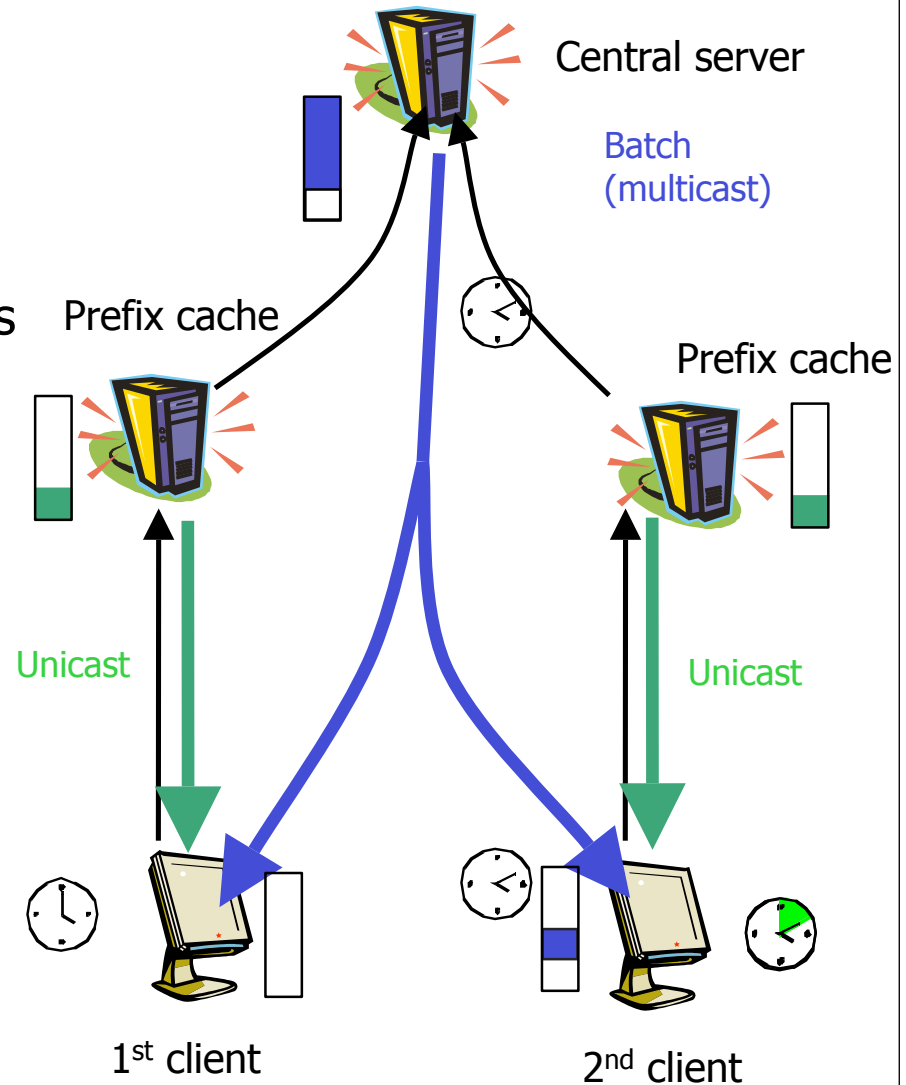 Central server
Batch
(multicast)
s
Prefix cache
Prefix cache
Unicast
Unicast
1st client
2nd client